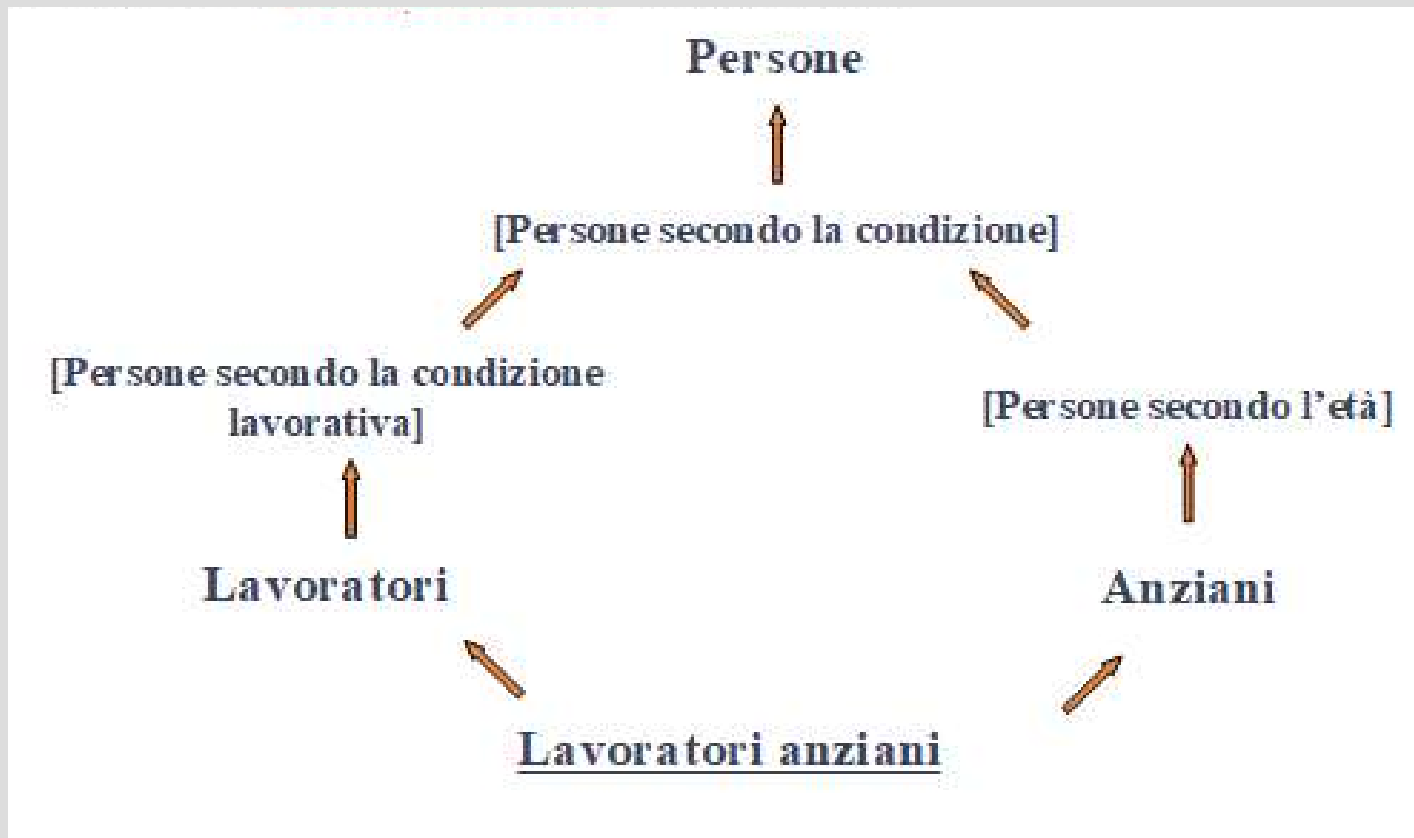 Persone
[Persone secondo la condizione]
[Persone secondo la condizione
lavorativa]
[Persone secondo l'età]
Lavoratori
Anziani
Lavoratori anziani